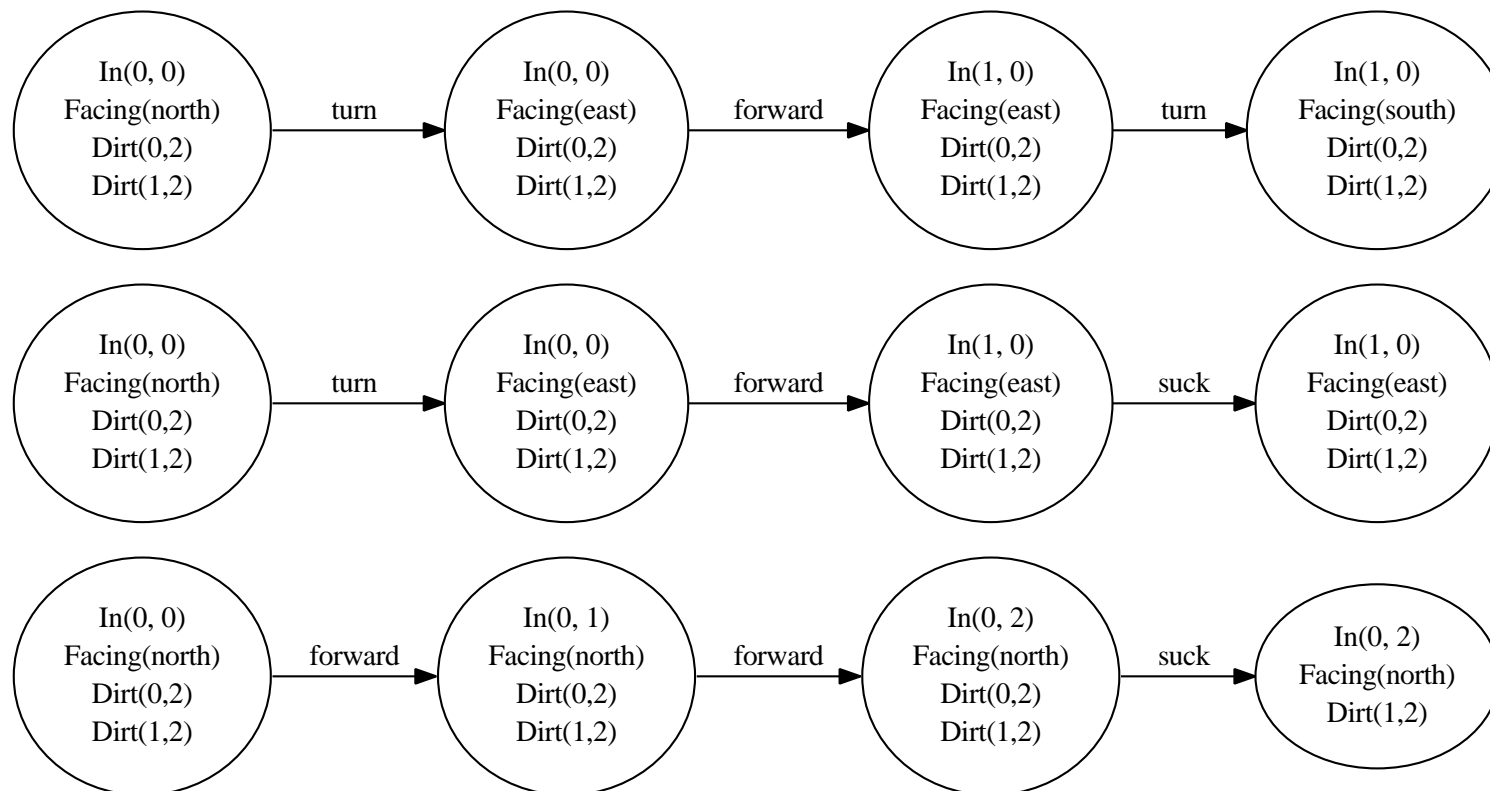 In(0, 0)
Facing(north)
Dirt(0,2)
Dirt(1,2)
turn
In(0, 0)
Facing(east)
Dirt(0,2)
Dirt(1,2)
forward
In(1, 0)
Facing(east)
Dirt(0,2)
Dirt(1,2)
turn
In(1, 0)
Facing(south)
Dirt(0,2)
Dirt(1,2)
In(0, 0)
Facing(north)
Dirt(0,2)
Dirt(1,2)
turn
In(0, 0)
Facing(east)
Dirt(0,2)
Dirt(1,2)
forward
In(1, 0)
Facing(east)
Dirt(0,2)
Dirt(1,2)
suck
In(1, 0)
Facing(east)
Dirt(0,2)
Dirt(1,2)
In(0, 0)
Facing(north)
Dirt(0,2)
Dirt(1,2)
forward
In(0, 1)
Facing(north)
Dirt(0,2)
Dirt(1,2)
forward
In(0, 2)
Facing(north)
Dirt(0,2)
Dirt(1,2)
suck
In(0, 2)
Facing(north)
Dirt(1,2)